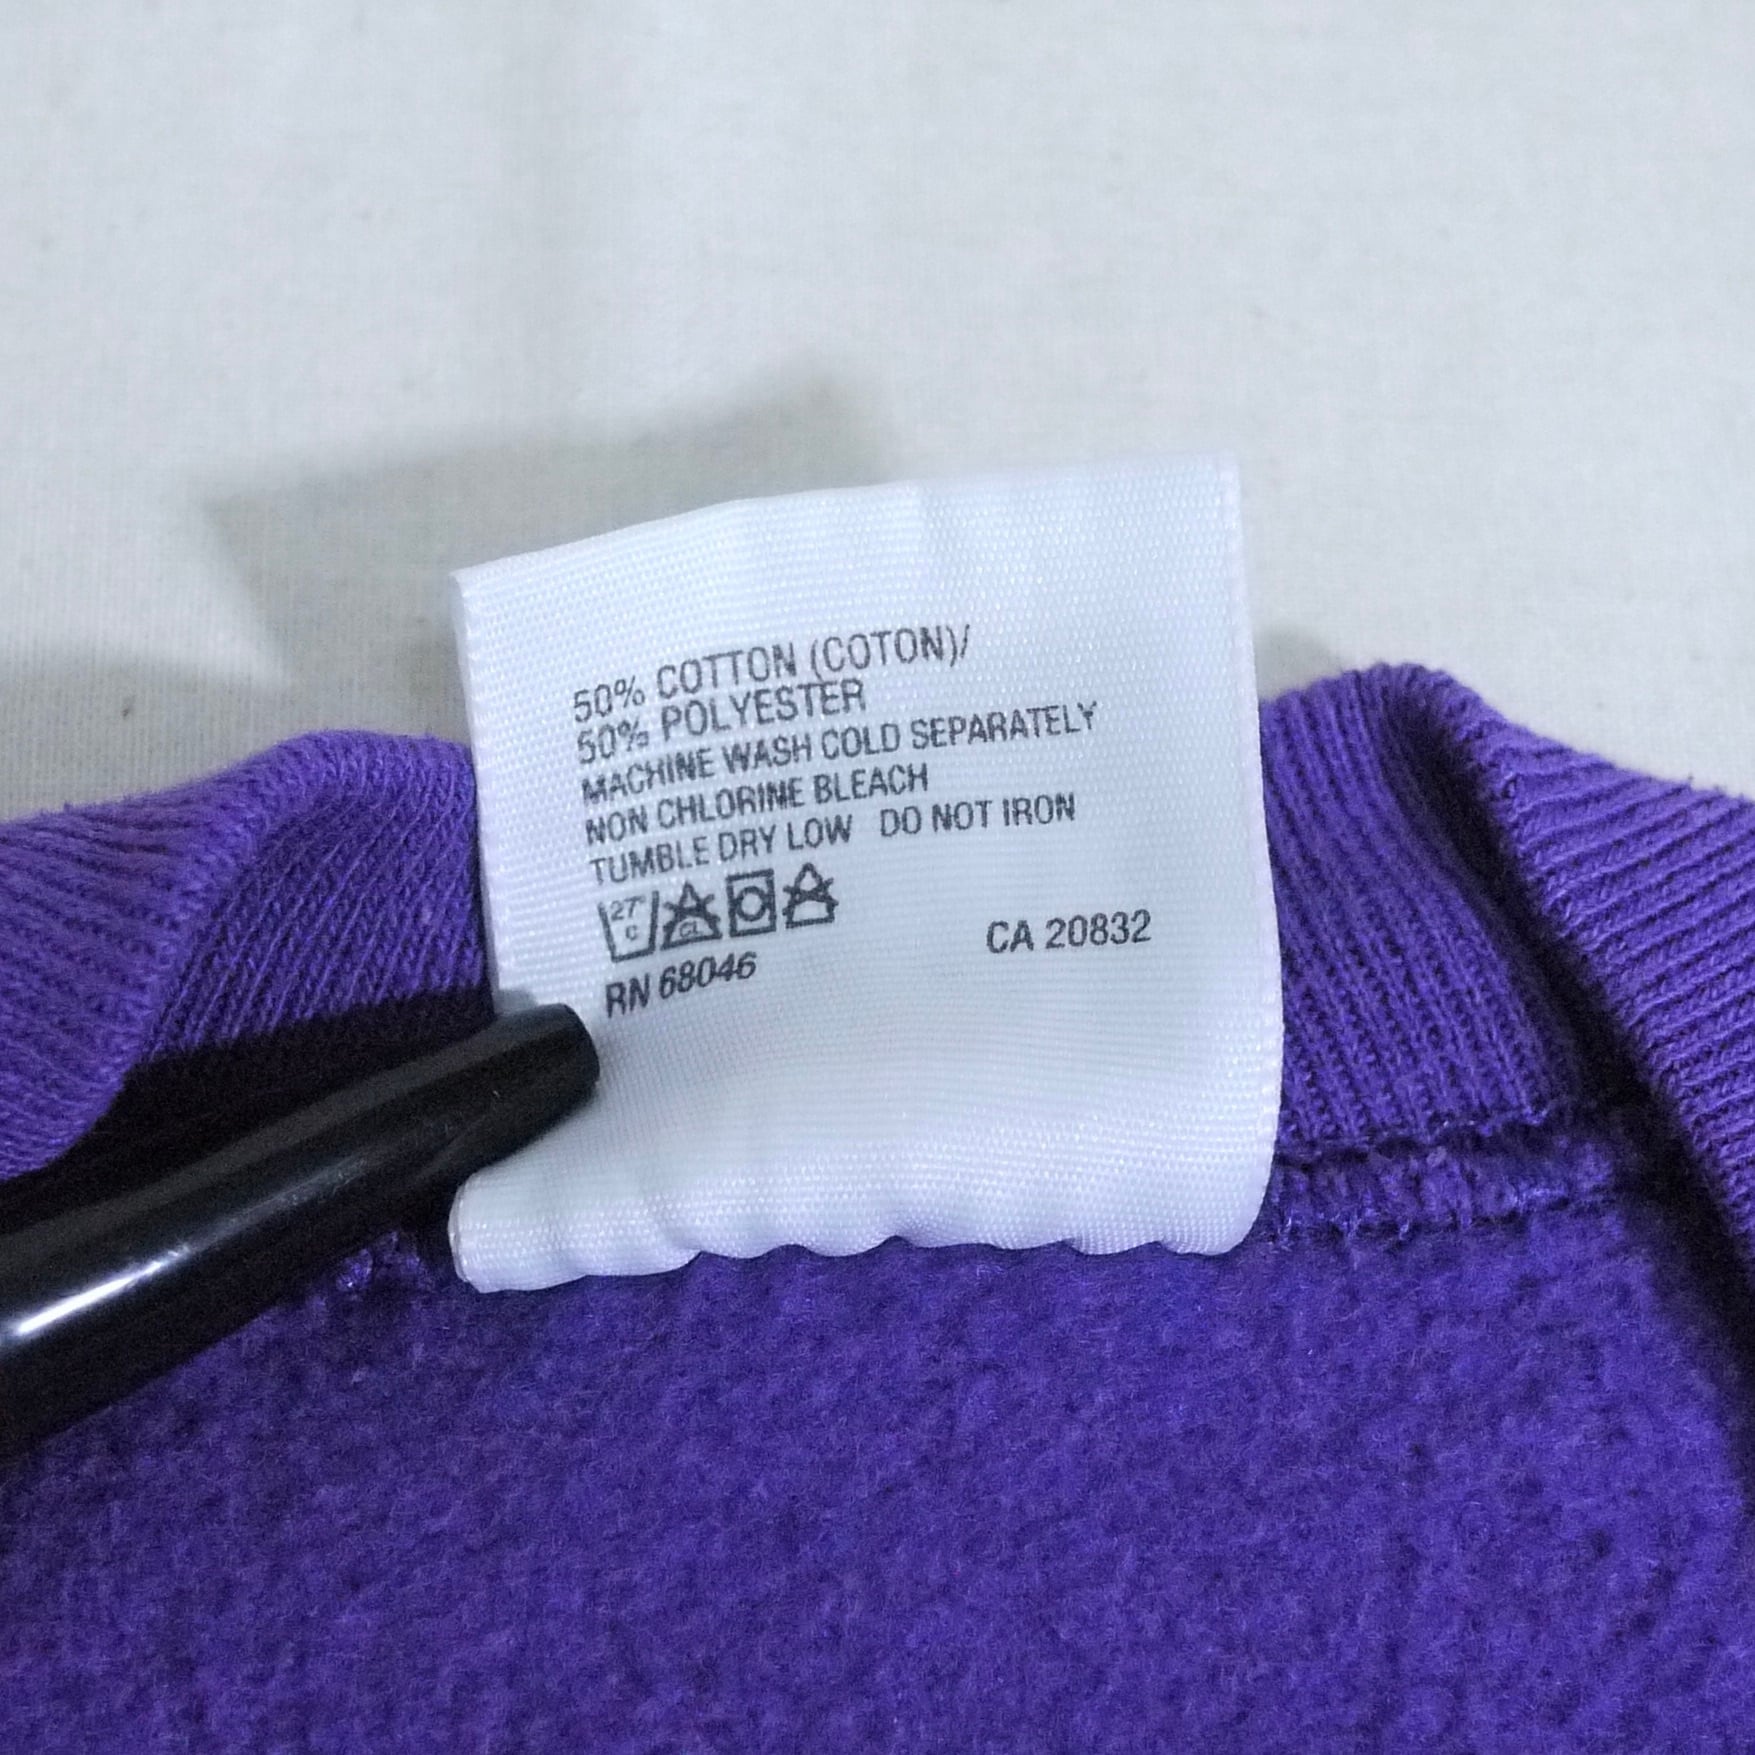 50% COTTON (COTON)/
50% POLYESTER
MACHINE WASH COLD SEPARATELY
NON CHLORINE BLEACH
TUMBLE DRY LOW DO NOT IRON
27° C CL
CA 20832
RN 68046